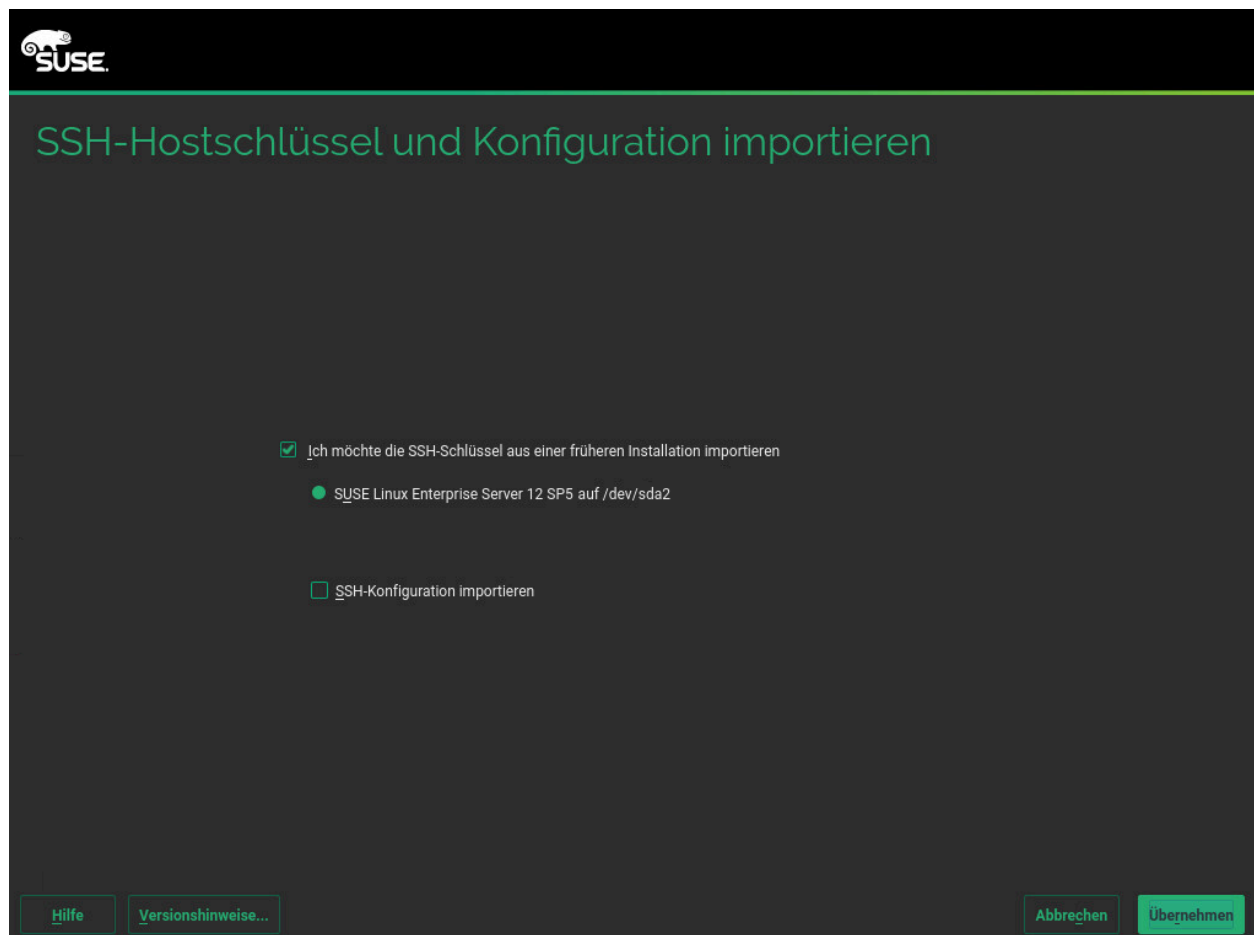 SUSE.
SSH-Hostschlüssel und Konfiguration importieren
Ich möchte die SSH-Schlüssel aus einer früheren Installation importieren
SUSE Linux Enterprise Server 12 SP5 auf /dev/sda2
SSH-Konfiguration importieren
Hilfe Versionshinweise... Abbrechen Übernehmen